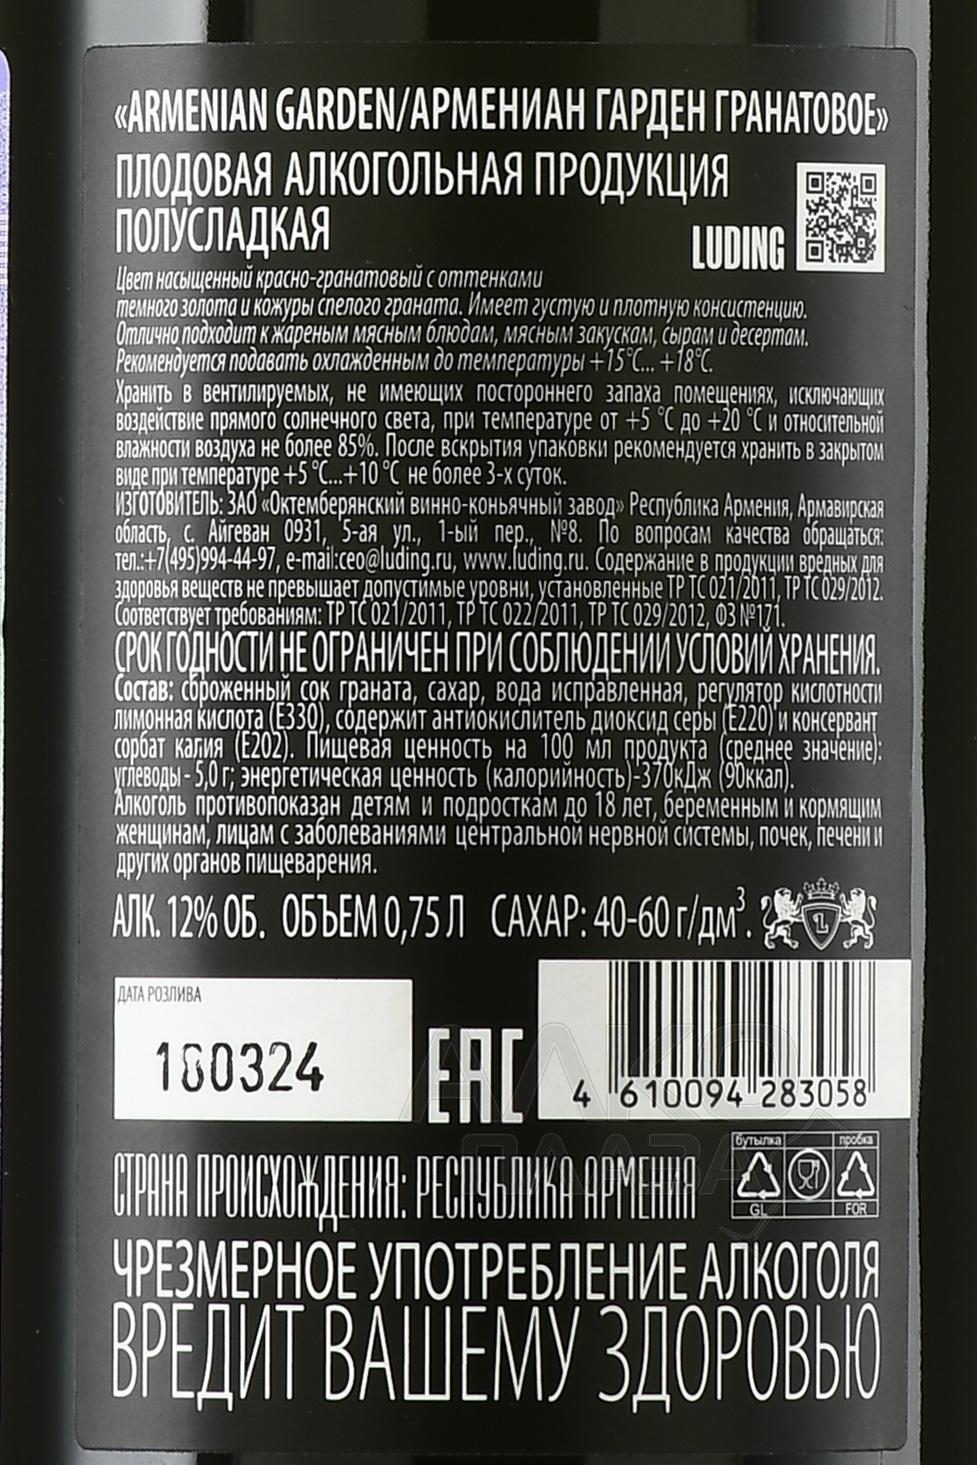 «ARMENIAN GARDEN/АРМЕНИАН ГАРДЕН ГРАНАТОВОЕ»
ПЛОДОВАЯ АЛКОГОЛЬНАЯ ПРОДУКЦИЯ
ПОЛУСЛАДКАЯ
LUDING
Цвет насыщенный красно-гранатовый с оттенками
темного золота и кожуры спелого граната. Имеет густую и плотную консистенцию.
Отлично подходит к жареным мясным блюдам, мясным закускам, сырам и десертам.
Рекомендуется подавать охлажденным до температуры +15°С... +18°С.
Хранить в вентилируемых, не имеющих постороннего запаха помещениях, исключающих
воздействие прямого солнечного света, при температуре от +5 °С до +20 °С и относительной
влажности воздуха не более 85%. После вскрытия упаковки рекомендуется хранить в закрытом
виде при температуре +5 °С...+10 °С не более 3-х суток.
ИЗГОТОВИТЕЛЬ: ЗАО «Октемберянский винно-коньячный завод» Республика Армения, Армавирская
область, с. Айгеван 0931, 5-ая ул., 1-ый пер., №8. По вопросам качества обращаться:
тел.:+7(495)994-44-97, e-mail:ceo@luding.ru, www.luding.ru. Содержание в продукции вредных для
здоровья веществ не превышает допустимые уровни, установленные ТР ТС 021/2011, ТР ТС 029/2012.
Соответствует требованиям: ТР ТС 021/2011, ТР ТС 022/2011, ТР ТС 029/2012, ФЗ №171.
СРОК ГОДНОСТИ НЕ ОГРАНИЧЕН ПРИ СОБЛЮДЕНИИ УСЛОВИЙ ХРАНЕНИЯ.
Состав: сброженный сок граната, сахар, вода исправленная, регулятор кислотности
лимонная кислота (Е330), содержит антиокислитель диоксид серы (Е220) и консервант
сорбат калия (Е202). Пищевая ценность на 100 мл продукта (среднее значение):
углеводы - 5,0 г; энергетическая ценность (калорийность)-370кДж (90ккал).
Алкоголь противопоказан детям и подросткам до 18 лет, беременным и кормящим
женщинам, лицам с заболеваниями центральной нервной системы, почек, печени и
других органов пищеварения.
АЛК. 12% ОБ. ОБЪЕМ 0,75 Л САХАР: 40-60 г/дм³.
ДАТА РОЗЛИВА
180324
ЕАС
4 610094 283058
СТРАНА ПРОИСХОЖДЕНИЯ: РЕСПУБЛИКА АРМЕНИЯ
бутылка пробка
GL FOR
АЛКО
ПЛАЗА
ЧРЕЗМЕРНОЕ УПОТРЕБЛЕНИЕ АЛКОГОЛЯ
ВРЕДИТ ВАШЕМУ ЗДОРОВЬЮ